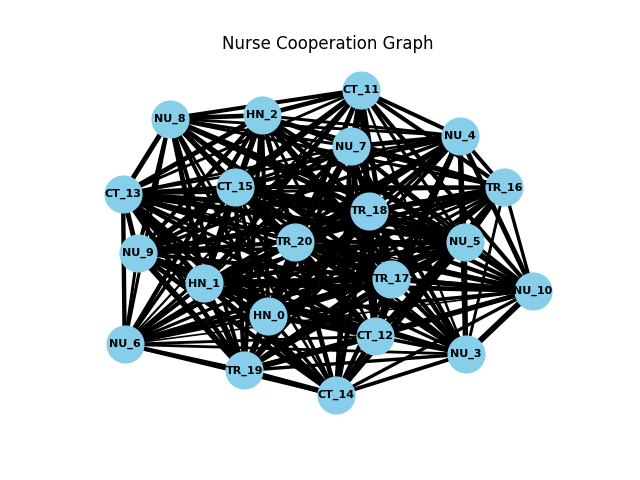 Nurse Cooperation Graph
CT_11
HN_2
NU_8
NU_4
NU_7
CT_15
TR_16
CT_13
TR_18
TR_20
NU_5
NU_9
TR_17
HN_1
NU_10
HN_0
CT_12
NU_6
NU_3
TR_19
CT_14